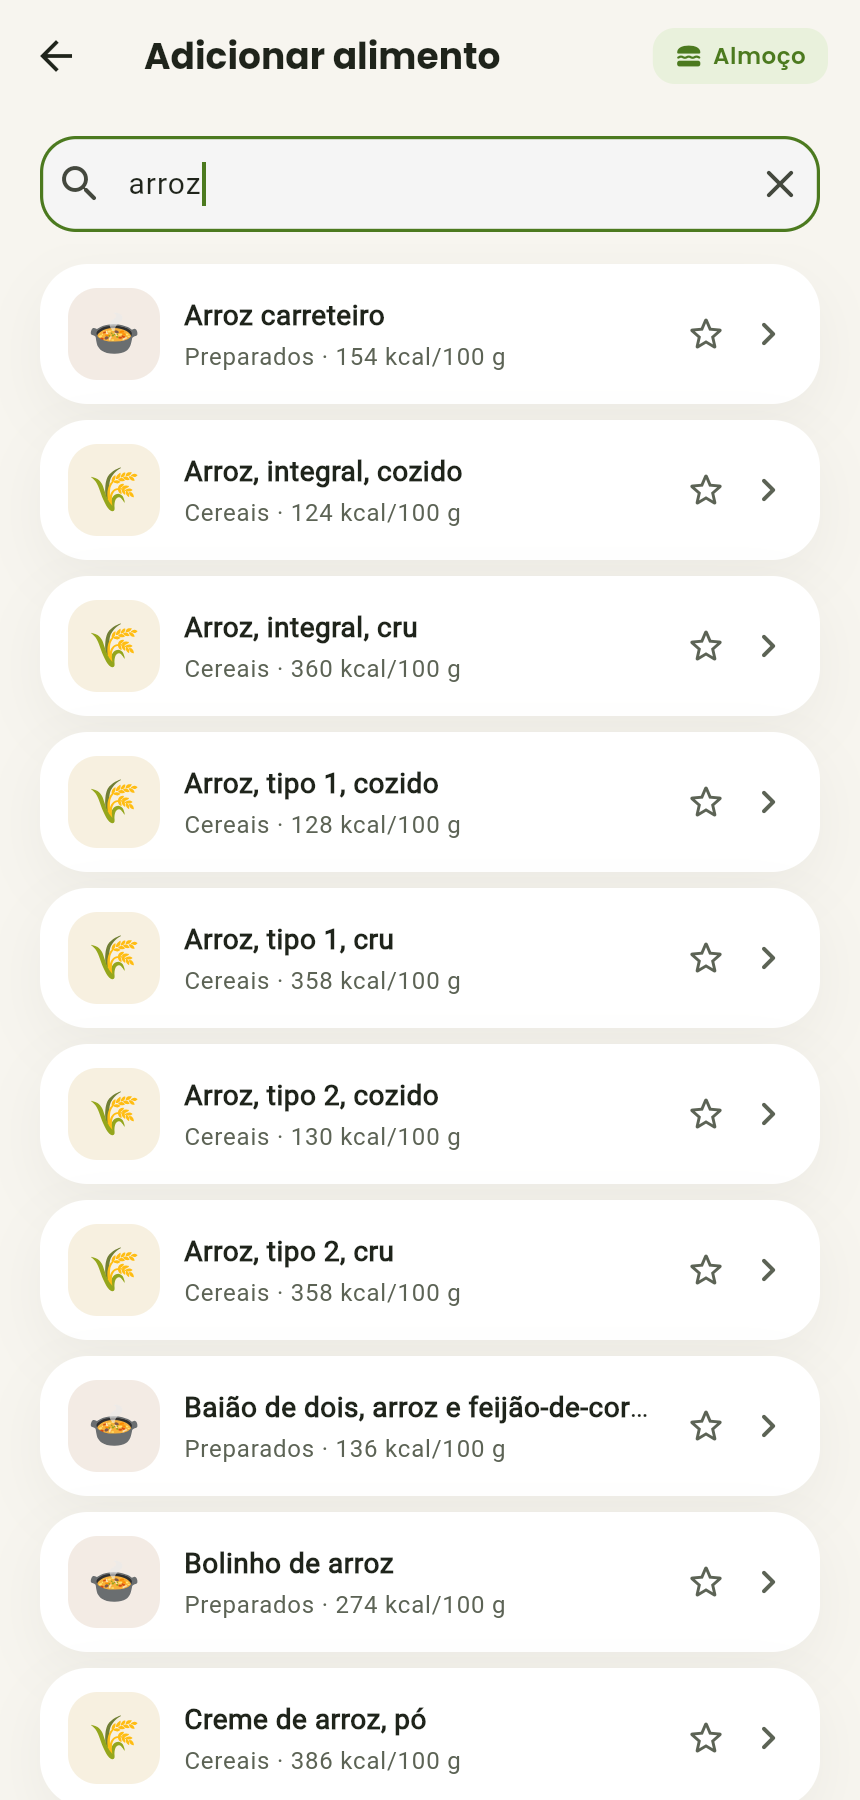 Adicionar alimento
Almoço
arroz
Arroz carreteiro
Preparados · 154 kcal/100 g
Arroz, integral, cozido
Cereais · 124 kcal/100 g
Arroz, integral, cru
Cereais · 360 kcal/100 g
Arroz, tipo 1, cozido
Cereais · 128 kcal/100 g
Arroz, tipo 1, cru
Cereais · 358 kcal/100 g
Arroz, tipo 2, cozido
Cereais · 130 kcal/100 g
Arroz, tipo 2, cru
Cereais · 358 kcal/100 g
Baião de dois, arroz e feijão-de-cor...
Preparados · 136 kcal/100 g
Bolinho de arroz
Preparados · 274 kcal/100 g
Creme de arroz, pó
Cereais · 386 kcal/100 g